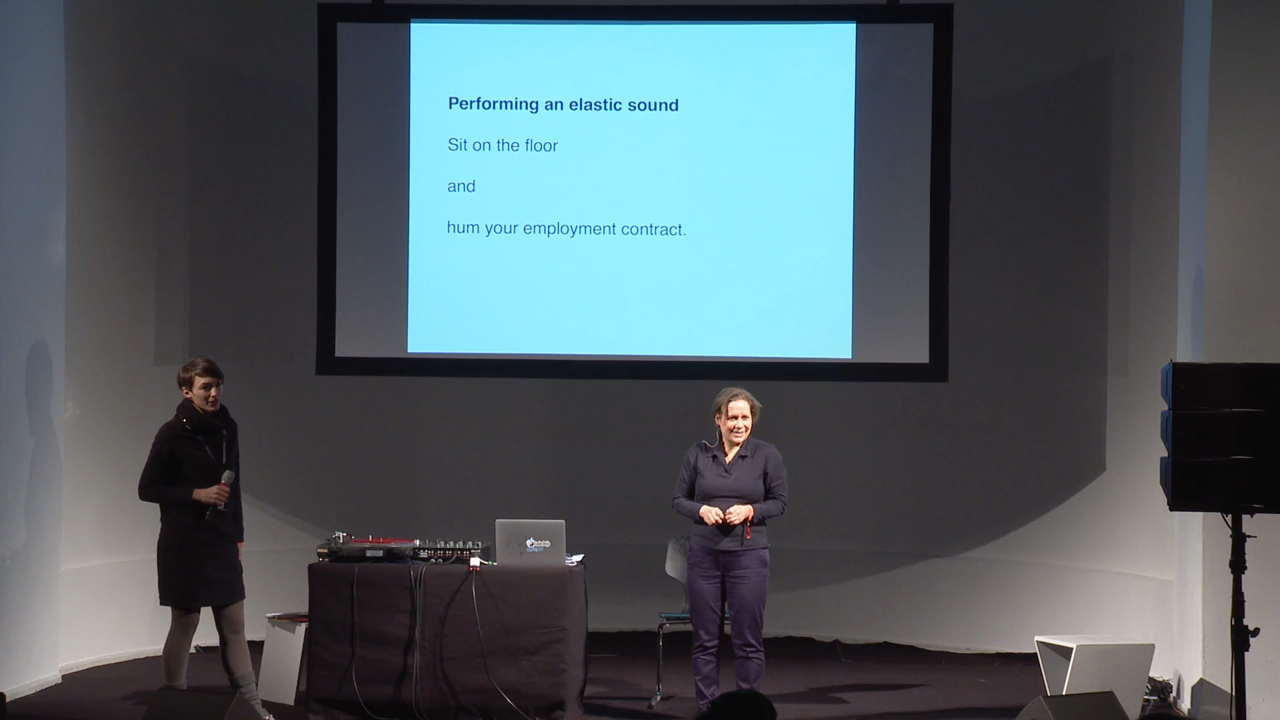 Performing an elastic sound
Sit on the floor
and
hum your employment contract.